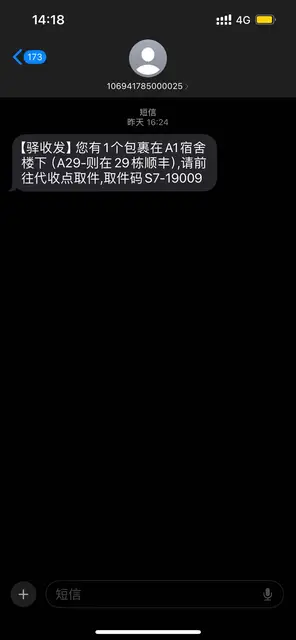 14:18
4G
173
106941785000025
短信
昨天 16:24
【驿收发】您有1个包裹在A1宿舍
楼下（A29-则在29栋顺丰),请前
往代收点取件,取件码S7-19009
短信